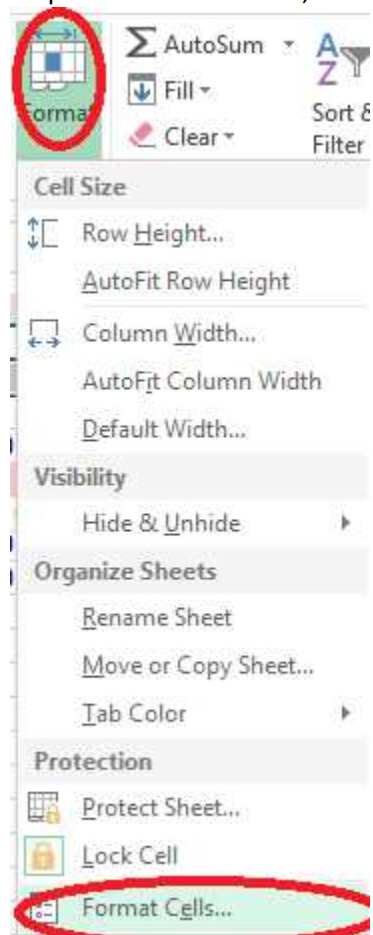 AutoSum
Fill
Clear
Format
Sort &
Filter
Cell Size
Row Height...
AutoFit Row Height
Column Width...
AutoFit Column Width
Default Width...
Visibility
Hide & Unhide
Organize Sheets
Rename Sheet
Move or Copy Sheet...
Tab Color
Protection
Protect Sheet...
Lock Cell
Format Cells...